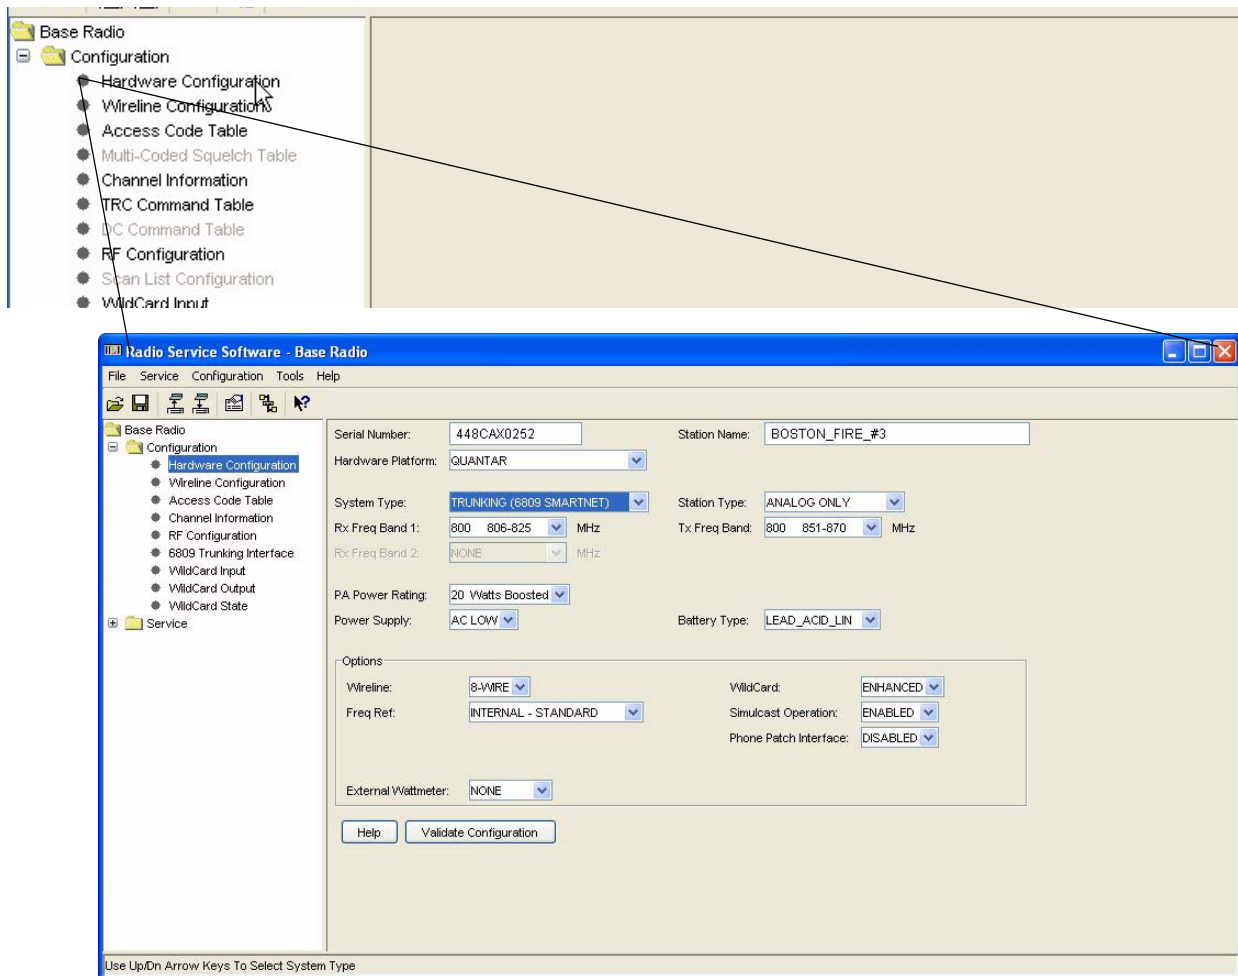 Base Radio
Configuration
Hardware Configuration
Wireline Configuration
Access Code Table
Multi-Coded Squelch Table
Channel Information
TRC Command Table
DC Command Table
RF Configuration
Scan List Configuration
WildCard Input
Radio Service Software - Base Radio
File Service Configuration Tools Help
Base Radio
Configuration
Hardware Configuration
Wireline Configuration
Access Code Table
Channel Information
RF Configuration
6809 Trunking Interface
WildCard Input
WildCard Output
WildCard State
Service
Serial Number: 448CAX0252 Station Name: BOSTON_FIRE_#3
Hardware Platform: QUANTAR
System Type: TRUNKING (6809 SMARTNET) Station Type: ANALOG ONLY
Rx Freq Band 1: 800 806-825 MHz Tx Freq Band: 800 851-870 MHz
Rx Freq Band 2: NONE MHz
PA Power Rating: 20 Watts Boosted
Power Supply: AC LOW Battery Type: LEAD_ACID_LIN
Options
Wireline: 8-WIRE WildCard: ENHANCED
Freq Ref: INTERNAL - STANDARD Simulcast Operation: ENABLED
Phone Patch Interface: DISABLED
External Wattmeter: NONE
Help Validate Configuration
Use Up/Dn Arrow Keys To Select System Type